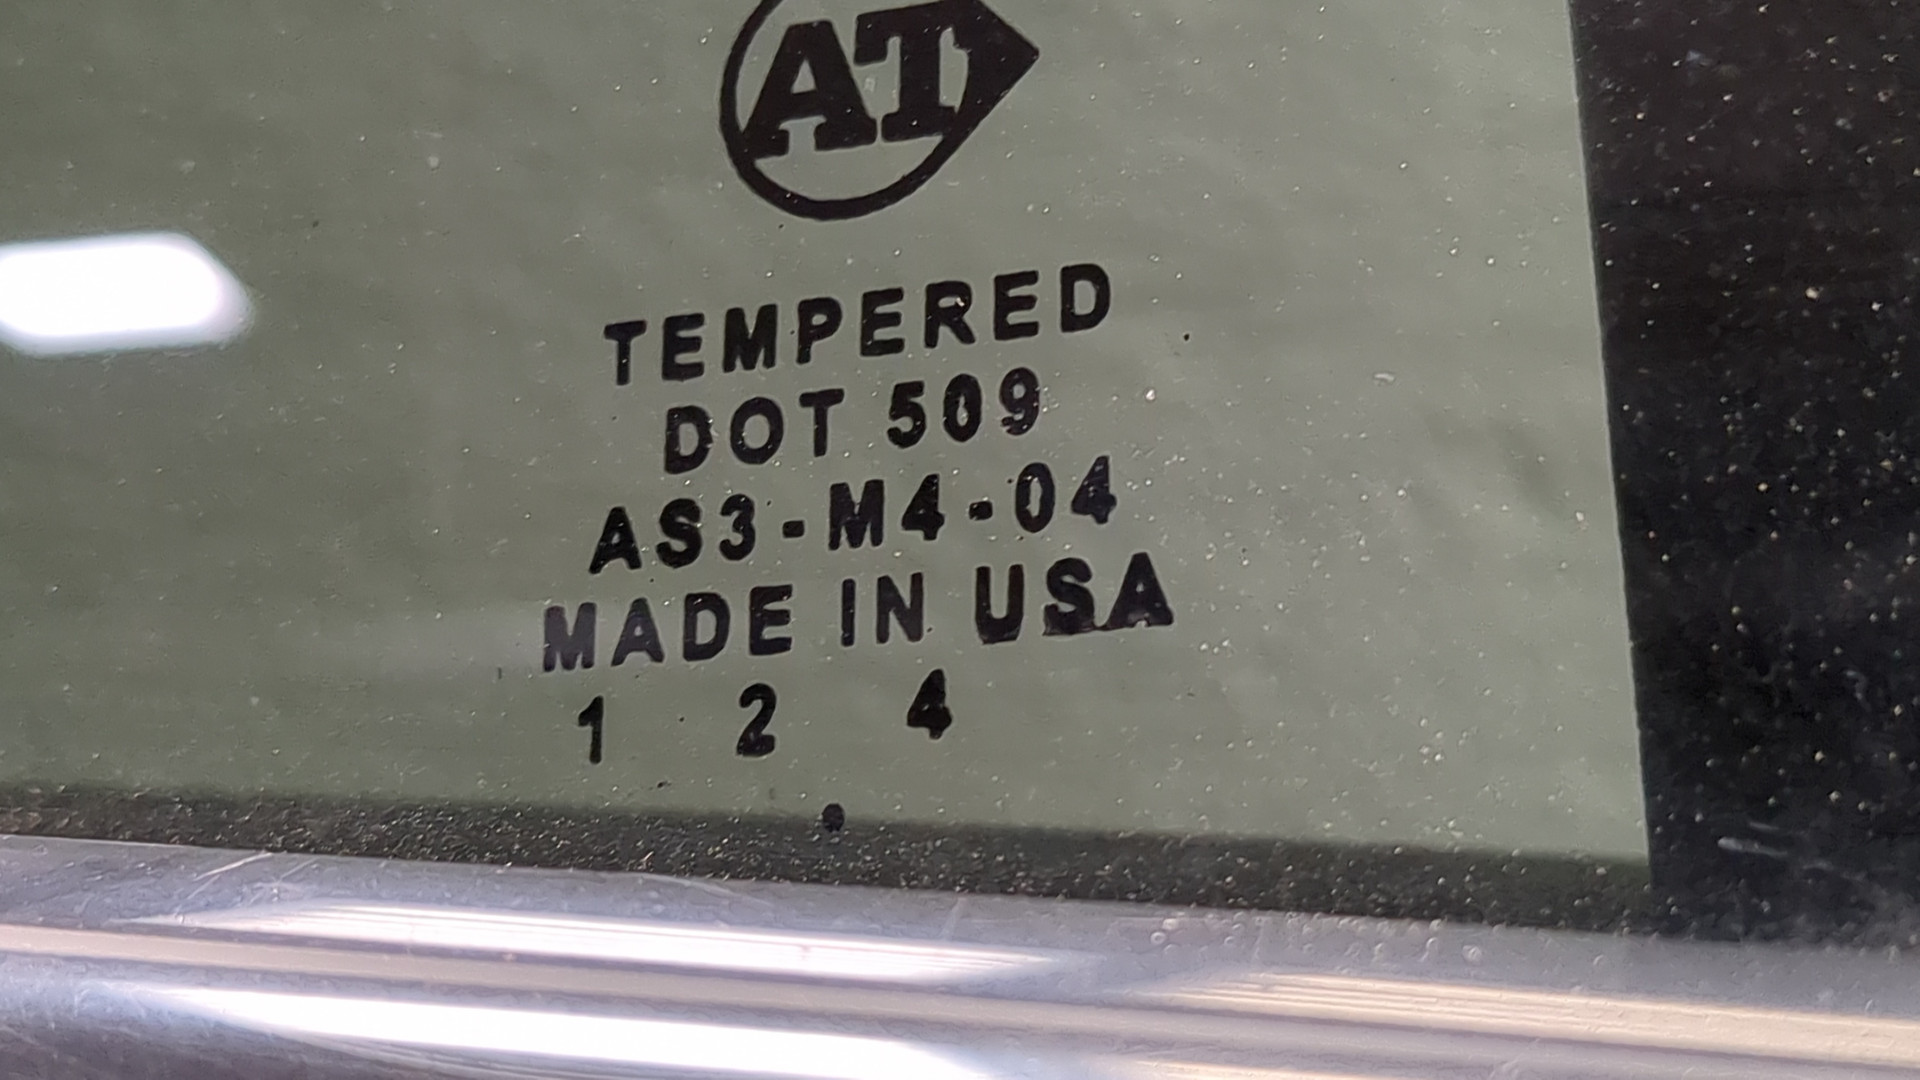 AT
TEMPERED
DOT 509
AS3-M4-04
MADE IN USA
1 2 4